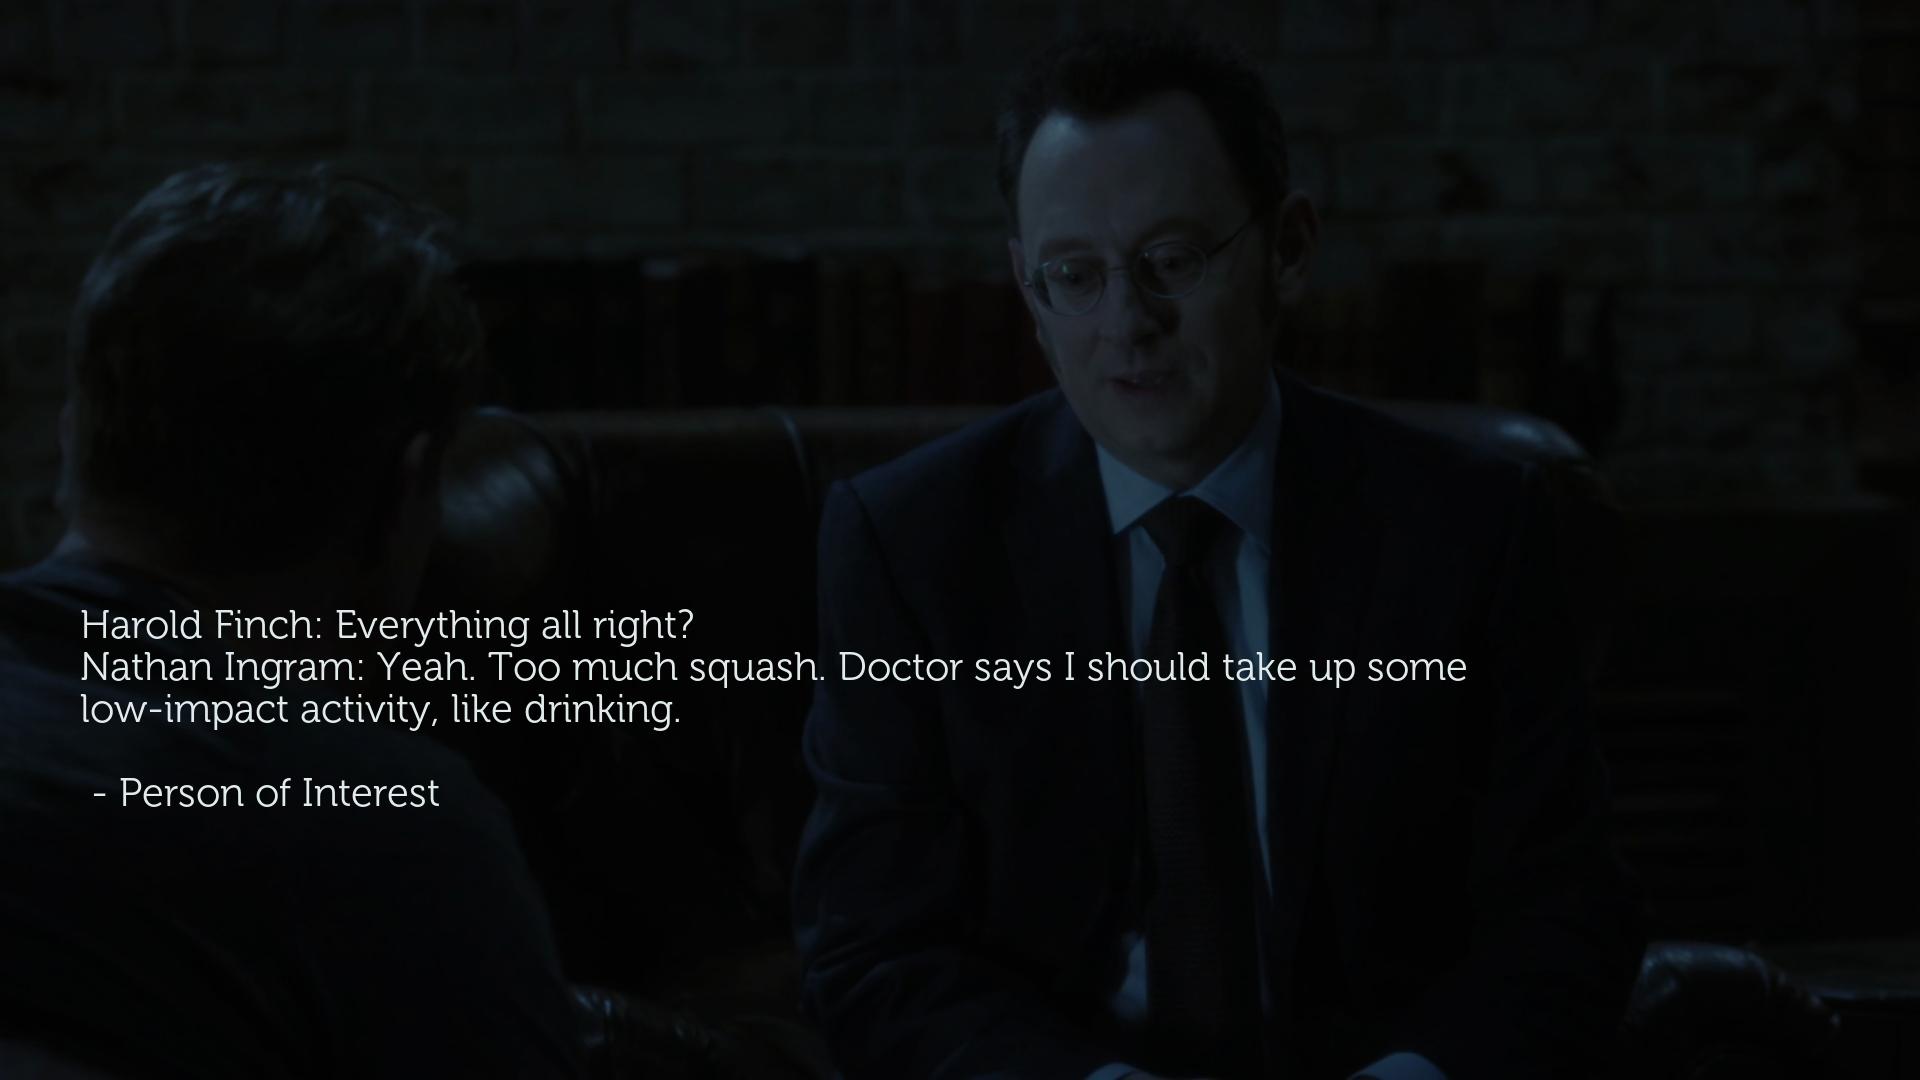 Harold Finch: Everything all right?
Nathan Ingram: Yeah. Too much squash. Doctor says I should take up some
low-impact activity, like drinking.
- Person of Interest